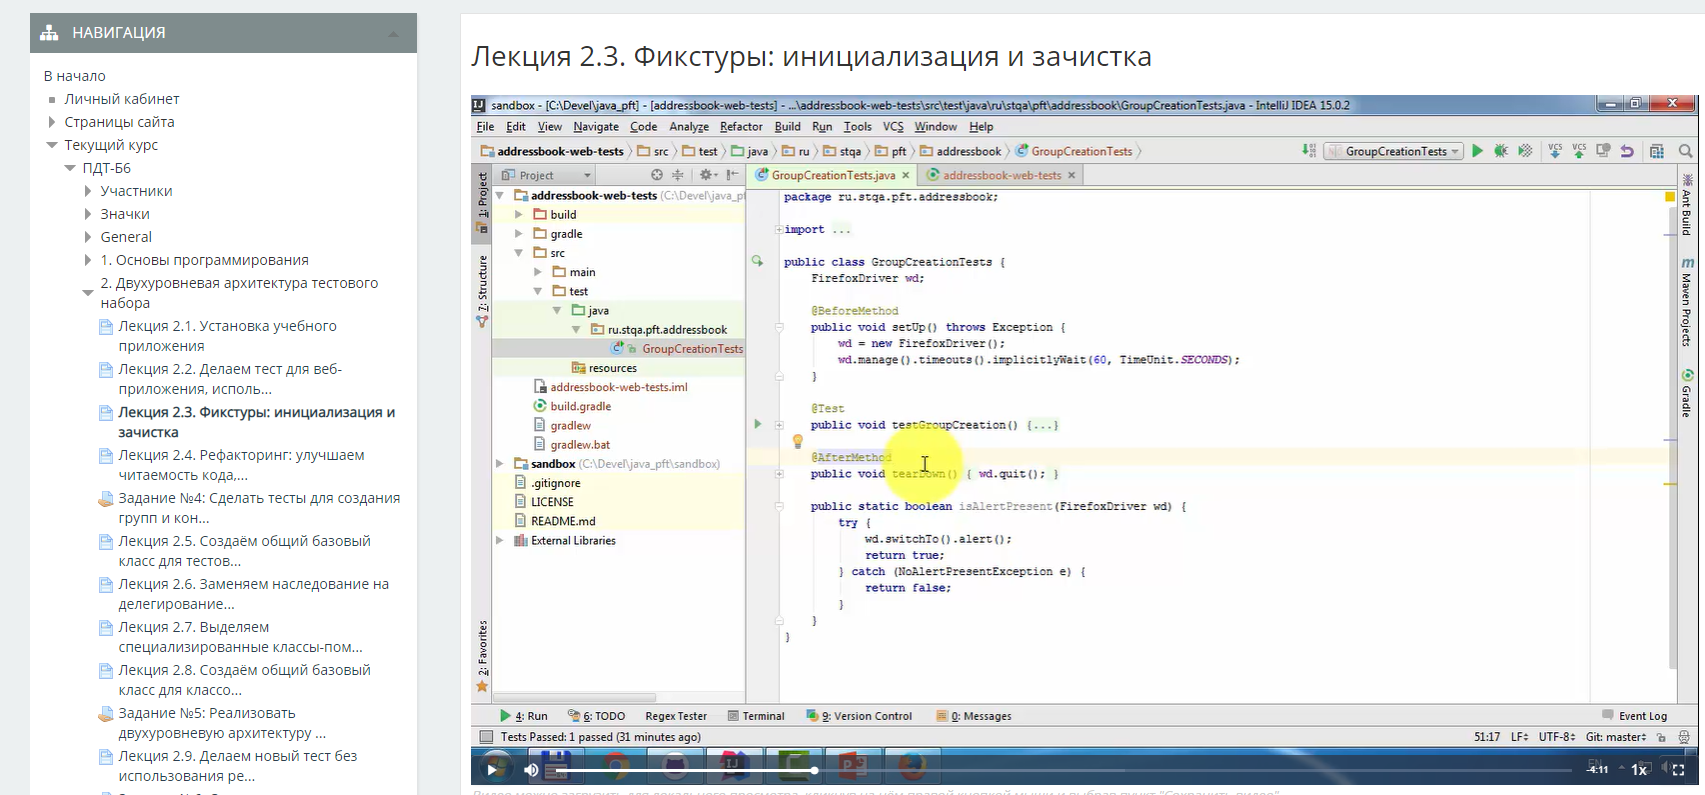 НАВИГАЦИЯ
В начало
Личный кабинет
Страницы сайта
Текущий курс
ПДТ-Б6
Участники
Значки
General
1. Основы программирования
2. Двухуровневая архитектура тестового
набора
Лекция 2.1. Установка учебного
приложения
Лекция 2.2. Делаем тест для веб-
приложения, исполь...
Лекция 2.3. Фикстуры: инициализация и
зачистка
Лекция 2.4. Рефакторинг: улучшаем
читаемость кода,...
Задание №4: Сделать тесты для создания
групп и кон...
Лекция 2.5. Создаём общий базовый
класс для тестов...
Лекция 2.6. Заменяем наследование на
делегирование...
Лекция 2.7. Выделяем
специализированные классы-пом...
Лекция 2.8. Создаём общий базовый
класс для классо...
Задание №5: Реализовать
двухуровневую архитектуру ...
Лекция 2.9. Делаем новый тест без
использования ре...
Лекция 2.3. Фикстуры: инициализация и зачистка
sandbox - [C:\Devel\java_pft] - [addressbook-web-tests] - ...\addressbook-web-tests\src\test\java\ru\stqa\pft\addressbook\GroupCreationTests.java - IntelliJ IDEA 15.0.2
File Edit View Navigate Code Analyze Refactor Build Run Tools VCS Window Help
addressbook-web-tests src test java ru stqa pft addressbook GroupCreationTests GroupCreationTests VCS VCS
Project GroupCreationTests.java addressbook-web-tests
1: Project
7: Structure
2: Favorites
addressbook-web-tests (C:\Devel\java_pf
build
gradle
src
main
test
java
ru.stqa.pft.addressbook
GroupCreationTests
resources
addressbook-web-tests.iml
build.gradle
gradlew
gradlew.bat
sandbox (C:\Devel\java_pft\sandbox)
.gitignore
LICENSE
README.md
External Libraries
package ru.stqa.pft.addressbook;
import ...
public class GroupCreationTests {
FirefoxDriver wd;
@BeforeMethod
public void setUp() throws Exception {
wd = new FirefoxDriver();
wd.manage().timeouts().implicitlyWait(60, TimeUnit.SECONDS);
}
@Test
public void testGroupCreation() {...}
@AfterMethod
public void tearDown() { wd.quit(); }
public static boolean isAlertPresent(FirefoxDriver wd) {
try {
wd.switchTo().alert();
return true;
} catch (NoAlertPresentException e) {
return false;
}
}
}
Ant Build
Maven Projects
Gradle
4: Run 6: TODO Regex Tester Terminal 9: Version Control 0: Messages Event Log
Tests Passed: 1 passed (31 minutes ago) 51:17 LF UTF-8 Git: master
EN
-4:11 1x